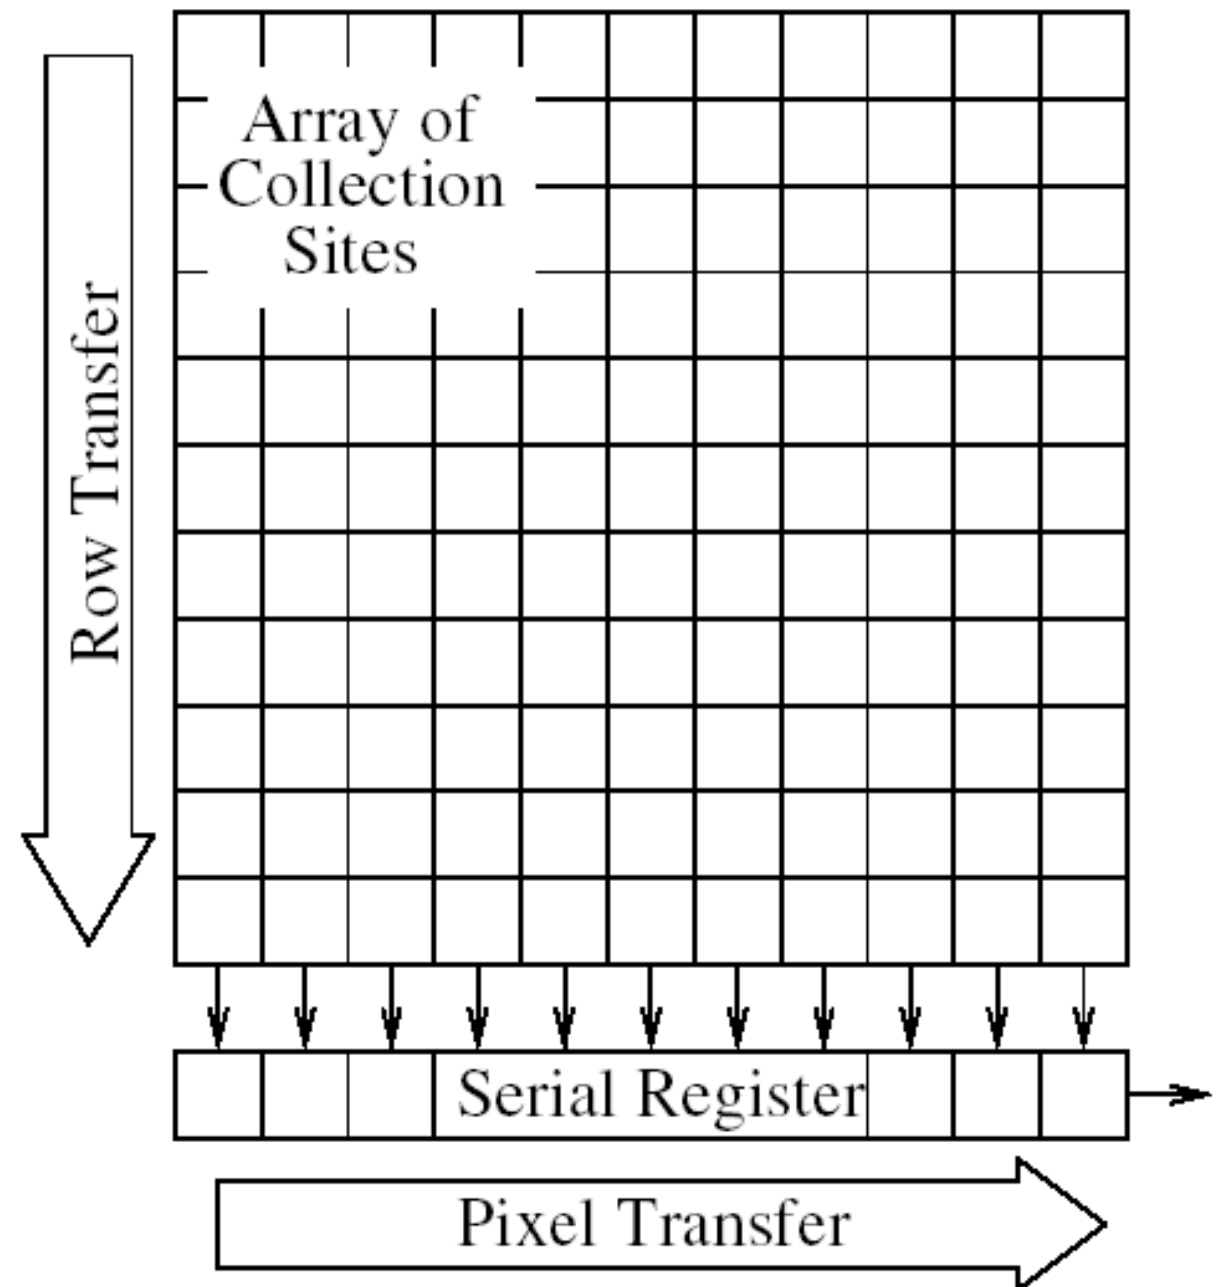 Array of
Collection
Sites
Row Transfer
Serial Register
Pixel Transfer